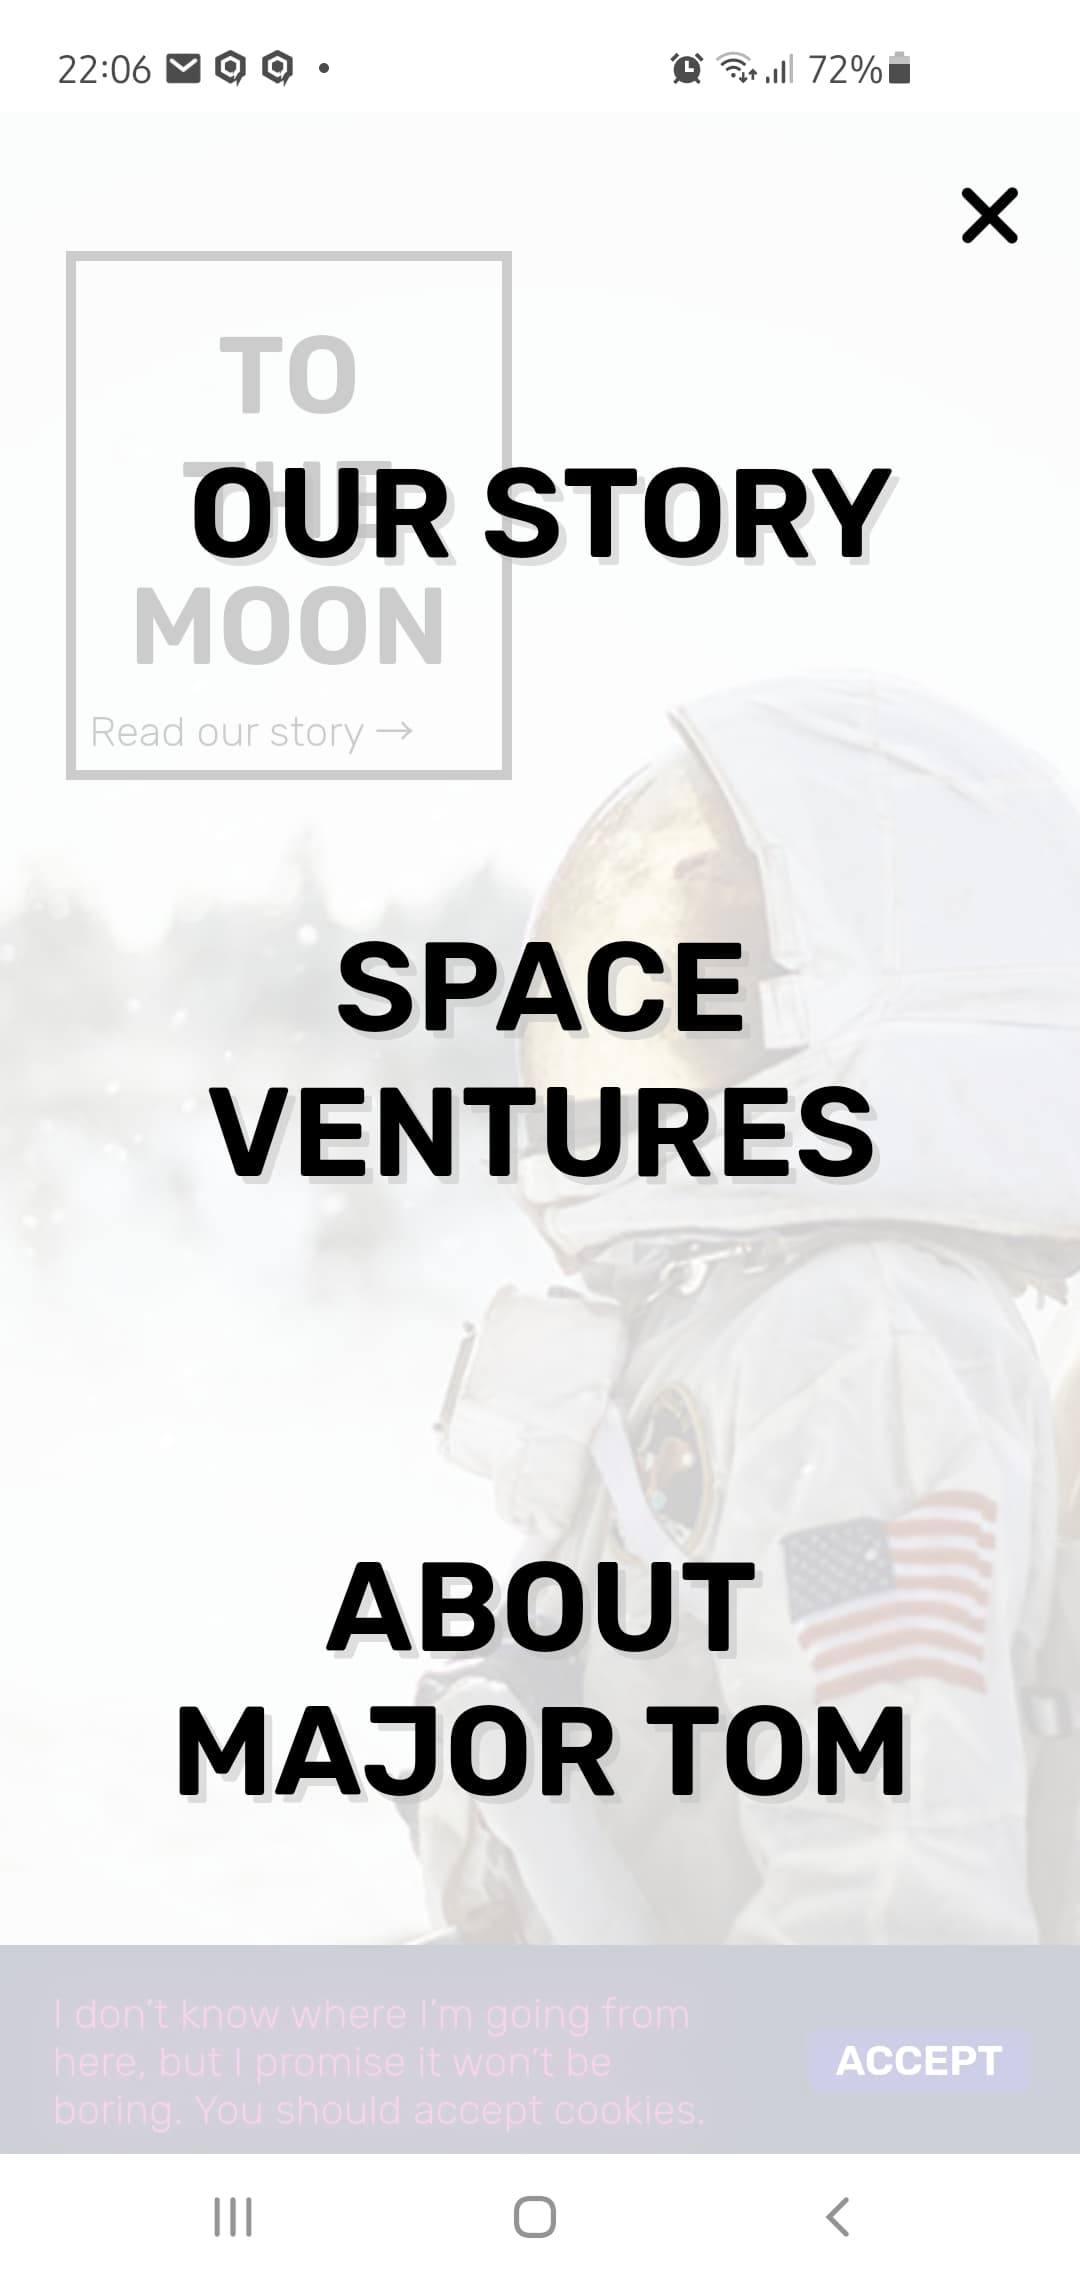 22:06
72%
TO
THE
MOON
Read our story →
OUR STORY
SPACE
VENTURES
ABOUT
MAJOR TOM
I don't know where I'm going from
here, but I promise it won't be
boring. You should accept cookies.
ACCEPT